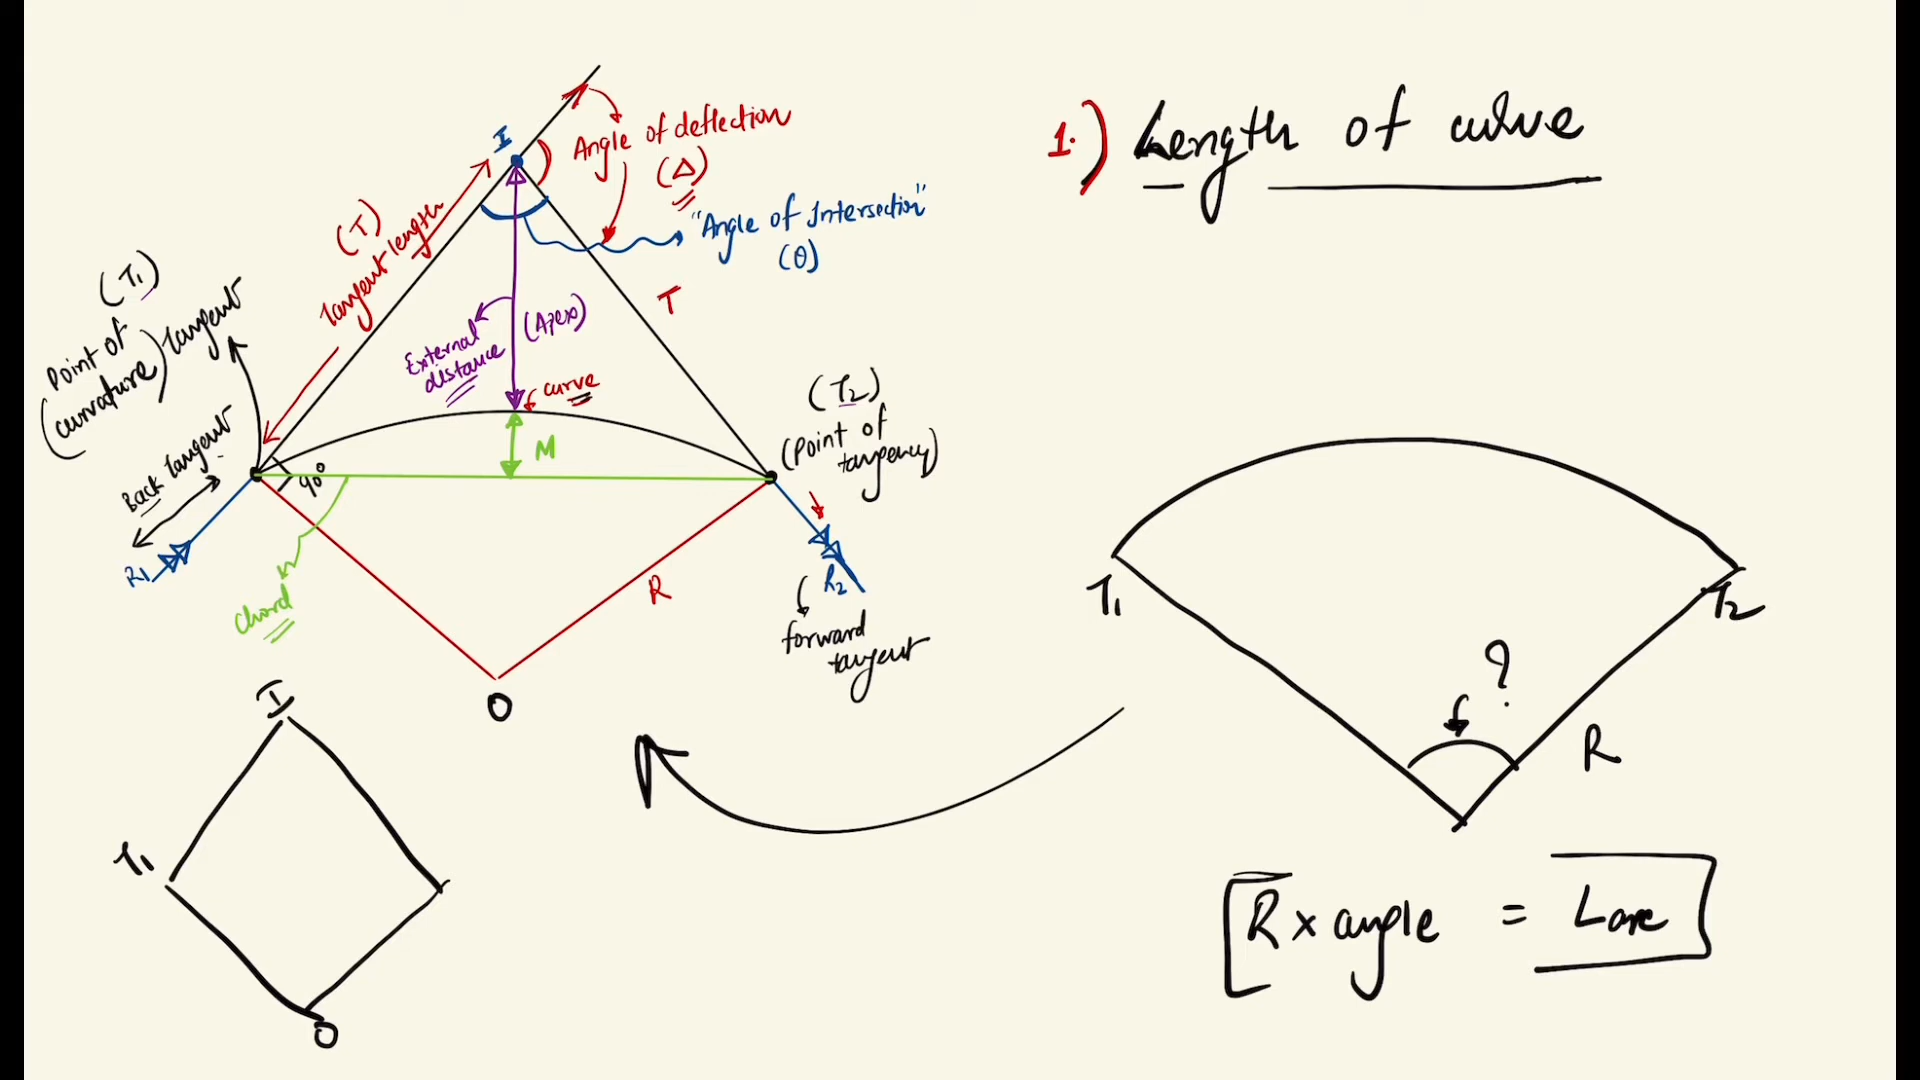 1.) Length of curve
I
Angle of deflection
(Δ)
"Angle of Intersection"
(θ)
(T)
Tangent length
T
(T₁)
Point of
(curvature) tangent
Back tangent
External
distance
(Apex)
curve
M
90°
(T₂)
(Point of
tangency)
R₁
R₂
forward
tangent
chord
R
O
I
T₁
O
T₁
T₂
?
R
R x angle = Larc